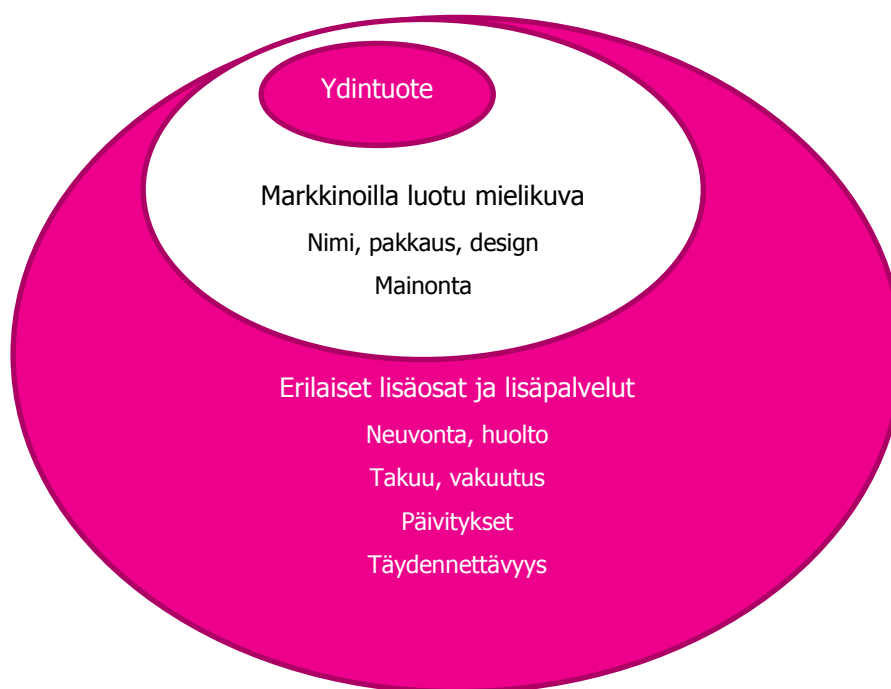 Ydintuote
Markkinoilla luotu mielikuva
Nimi, pakkaus, design
Mainonta
Erilaiset lisäosat ja lisäpalvelut
Neuvonta, huolto
Takuu, vakuutus
Päivitykset
Täydennettävyys